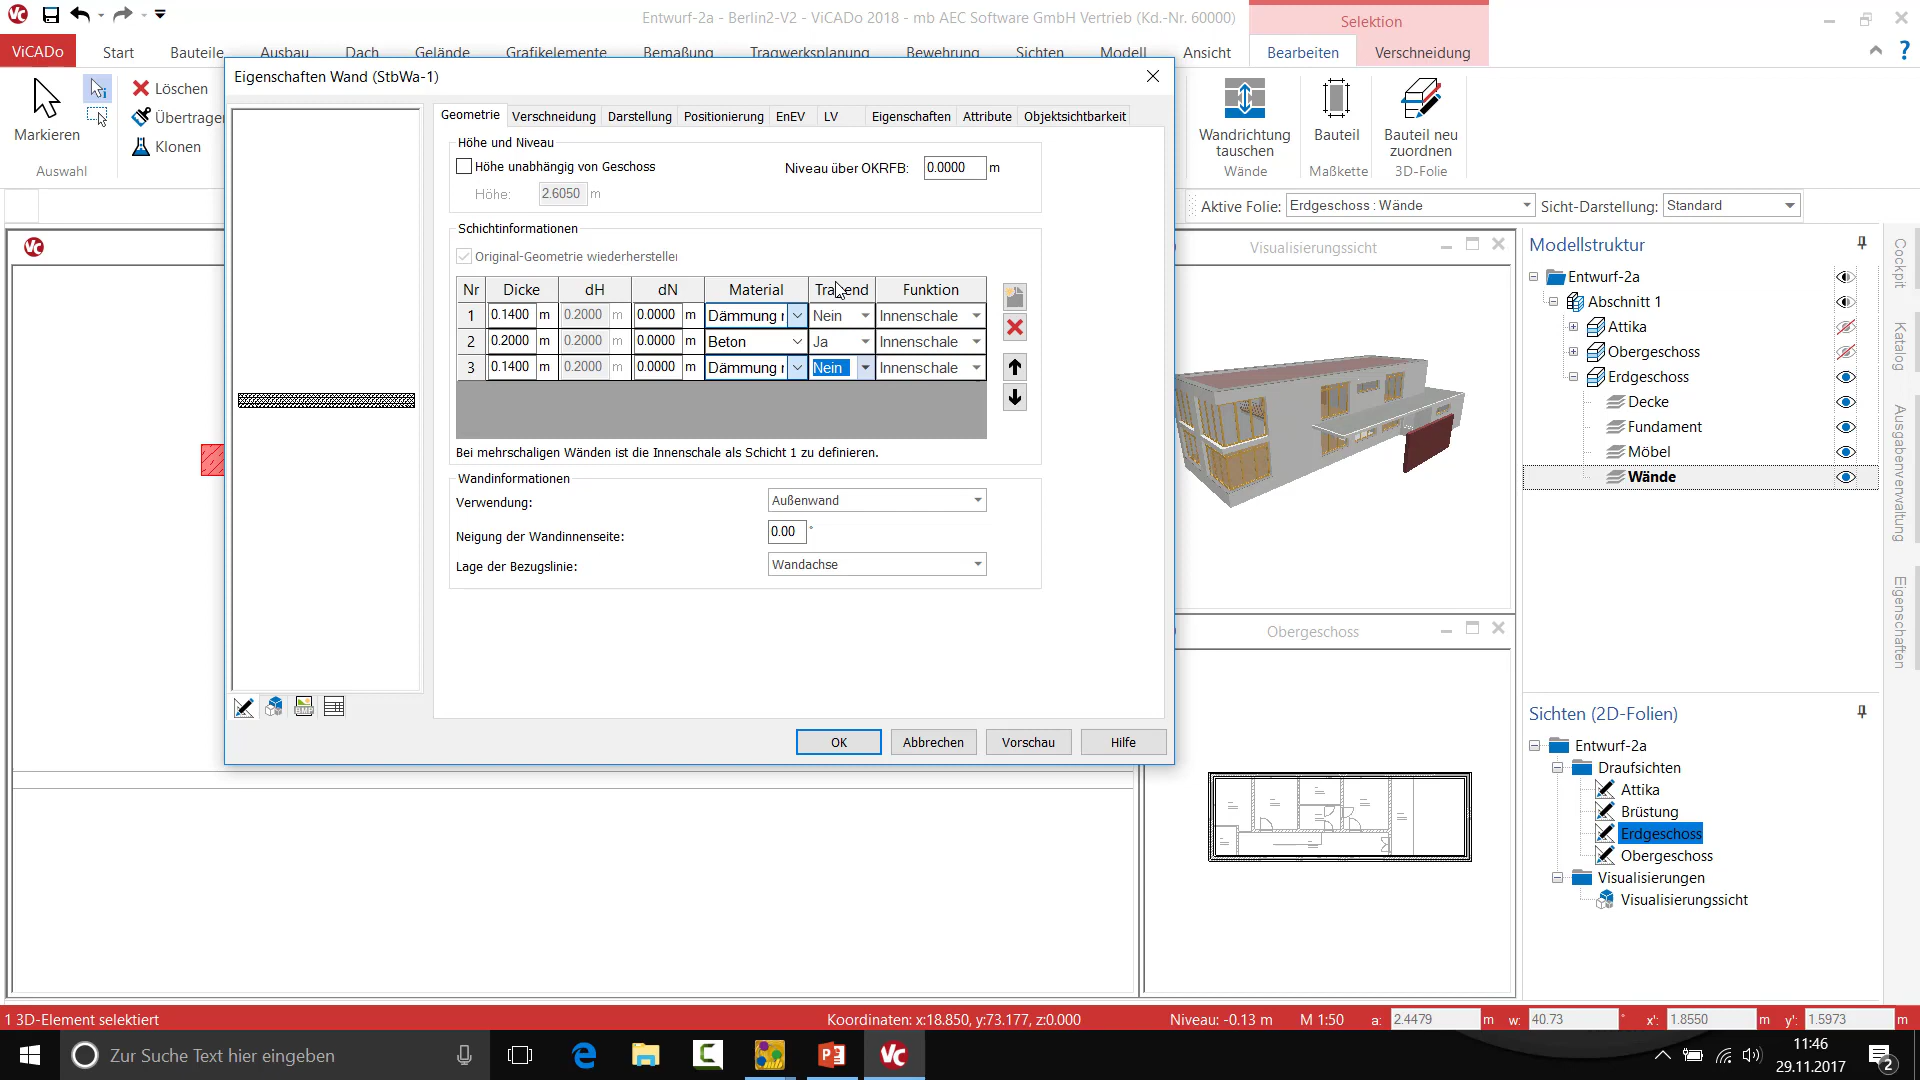 Entwurf-2a - Berlin2-V2 - ViCADo 2018 - mb AEC Software GmbH Vertrieb (Kd.-Nr. 60000)
Selektion
ViCADo Start Bauteile Ausbau Dach Gelände Grafikelemente Bemaßung Tragwerksplanung Bewehrung Sichten Modell Ansicht Bearbeiten Verschneidung
Markieren
Löschen
Übertragen
Klonen
Auswahl
Wandrichtung
tauschen
Wände
Bauteil
Maßkette
Bauteil neu
zuordnen
3D-Folie
Aktive Folie: Erdgeschoss : Wände Sicht-Darstellung: Standard
Eigenschaften Wand (StbWa-1)
Geometrie Verschneidung Darstellung Positionierung EnEV LV Eigenschaften Attribute Objektsichtbarkeit
Höhe und Niveau
Höhe unabhängig von Geschoss
Niveau über OKRFB: 0.0000 m
Höhe: 2.6050 m
Schichtinformationen
Original-Geometrie wiederhersteller
Nr Dicke dH dN Material Funktion
1 0.1400 m 0.2000 m 0.0000 m Dämmung Nein Innenschale
2 0.2000 m 0.2000 m 0.0000 m Beton Ja Innenschale
3 0.1400 m 0.2000 m 0.0000 m Dämmung Nein Innenschale
Bei mehrschaligen Wänden ist die Innenschale als Schicht 1 zu definieren.
Wandinformationen
Verwendung: Außenwand
Neigung der Wandinnenseite: 0.00 °
Lage der Bezugslinie: Wandachse
OK Abbrechen Vorschau Hilfe
Visualisierungssicht
Obergeschoss
Modellstruktur
Entwurf-2a
Abschnitt 1
Attika
Obergeschoss
Erdgeschoss
Decke
Fundament
Möbel
Wände
Sichten (2D-Folien)
Entwurf-2a
Draufsichten
Attika
Brüstung
Erdgeschoss
Obergeschoss
Visualisierungen
Visualisierungssicht
Cockpit
Katalog
Ausgabenverwaltung
Eigenschaften
1 3D-Element selektiert
Koordinaten: x:18.850, y:73.177, z:0.000
Niveau: -0.13 m M 1:50 a: 2.4479 m w: 40.73 ° x': 1.8550 m y': 1.5973 m
Zur Suche Text hier eingeben
11:46
29.11.2017
2